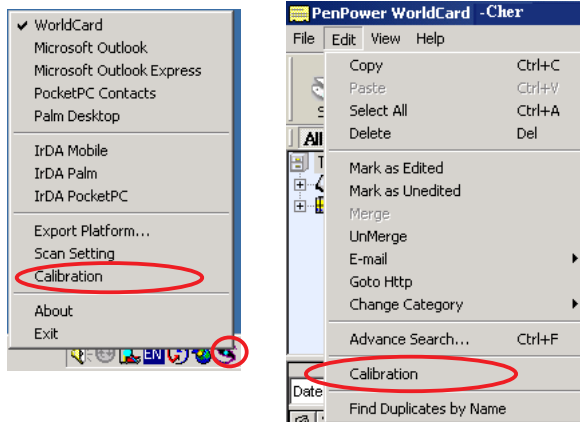 WorldCard
Microsoft Outlook
Microsoft Outlook Express
PocketPC Contacts
Palm Desktop
IrDA Mobile
IrDA Palm
IrDA PocketPC
Export Platform...
Scan Setting
Calibration
About
Exit
EN
PenPower WorldCard -Cher
File Edit View Help
Copy Ctrl+C
Paste Ctrl+V
Select All Ctrl+A
Delete Del
All
Mark as Edited
Mark as Unedited
Merge
UnMerge
E-mail
Goto Http
Change Category
Advance Search... Ctrl+F
Calibration
Date
Find Duplicates by Name